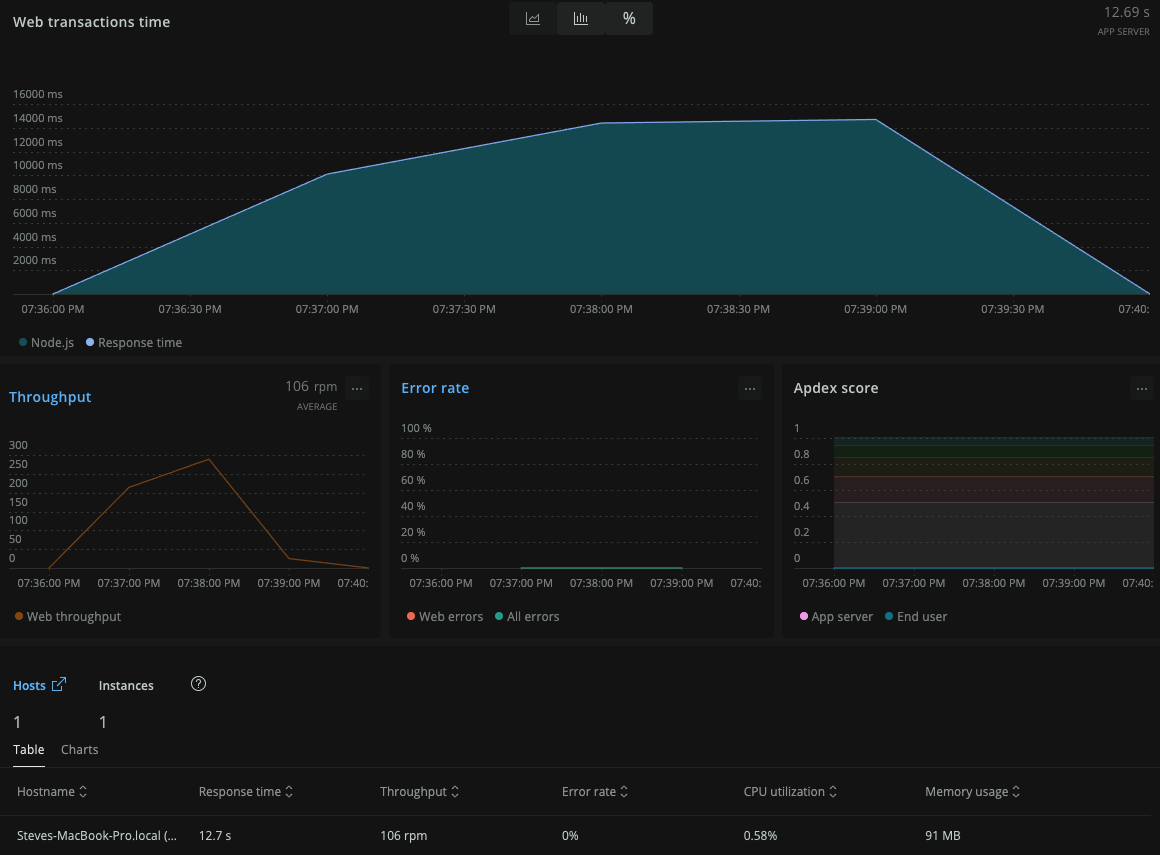 Web transactions time
%
12.69 s
APP SERVER
16000 ms
14000 ms
12000 ms
10000 ms
8000 ms
6000 ms
4000 ms
2000 ms
07:36:00 PM 07:36:30 PM 07:37:00 PM 07:37:30 PM 07:38:00 PM 07:38:30 PM 07:39:00 PM 07:39:30 PM 07:40:
Node.js Response time
Throughput
106 rpm
AVERAGE
...
300
250
200
150
100
50
0
07:36:00 PM 07:37:00 PM 07:38:00 PM 07:39:00 PM 07:40:
Web throughput
Error rate
...
100 %
80 %
60 %
40 %
20 %
0 %
07:36:00 PM 07:37:00 PM 07:38:00 PM 07:39:00 PM 07:40:
Web errors All errors
Apdex score
...
1
0.8
0.6
0.4
0.2
0
07:36:00 PM 07:37:00 PM 07:38:00 PM 07:39:00 PM 07:40:
App server End user
Hosts Instances ?
1 1
Table Charts
Hostname Response time Throughput Error rate CPU utilization Memory usage
Steves-MacBook-Pro.local (... 12.7 s 106 rpm 0% 0.58% 91 MB